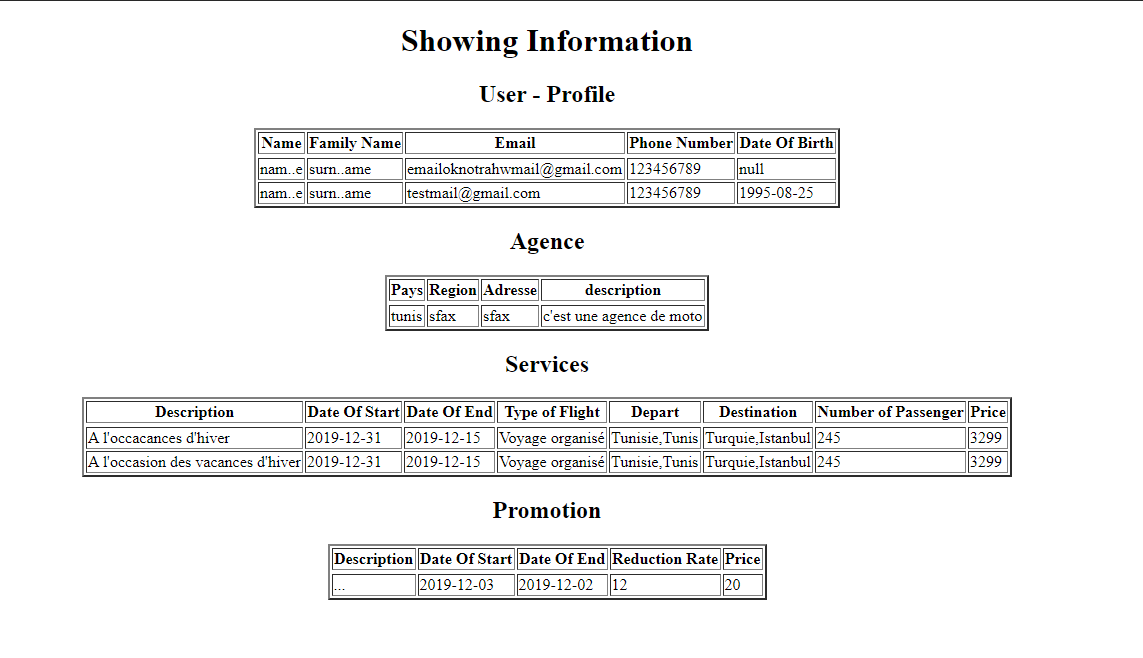 Showing Information
User - Profile
Name Family Name Email Phone Number Date Of Birth
nam..e surn..ame emailoknotrahwmail@gmail.com 123456789 null
nam..e surn..ame testmail@gmail.com 123456789 1995-08-25
Agence
Pays Region Adresse description
tunis sfax sfax c'est une agence de moto
Services
Description Date Of Start Date Of End Type of Flight Depart Destination Number of Passenger Price
A l'occacances d'hiver 2019-12-31 2019-12-15 Voyage organisé Tunisie,Tunis Turquie,Istanbul 245 3299
A l'occasion des vacances d'hiver 2019-12-31 2019-12-15 Voyage organisé Tunisie,Tunis Turquie,Istanbul 245 3299
Promotion
Description Date Of Start Date Of End Reduction Rate Price
... 2019-12-03 2019-12-02 12 20